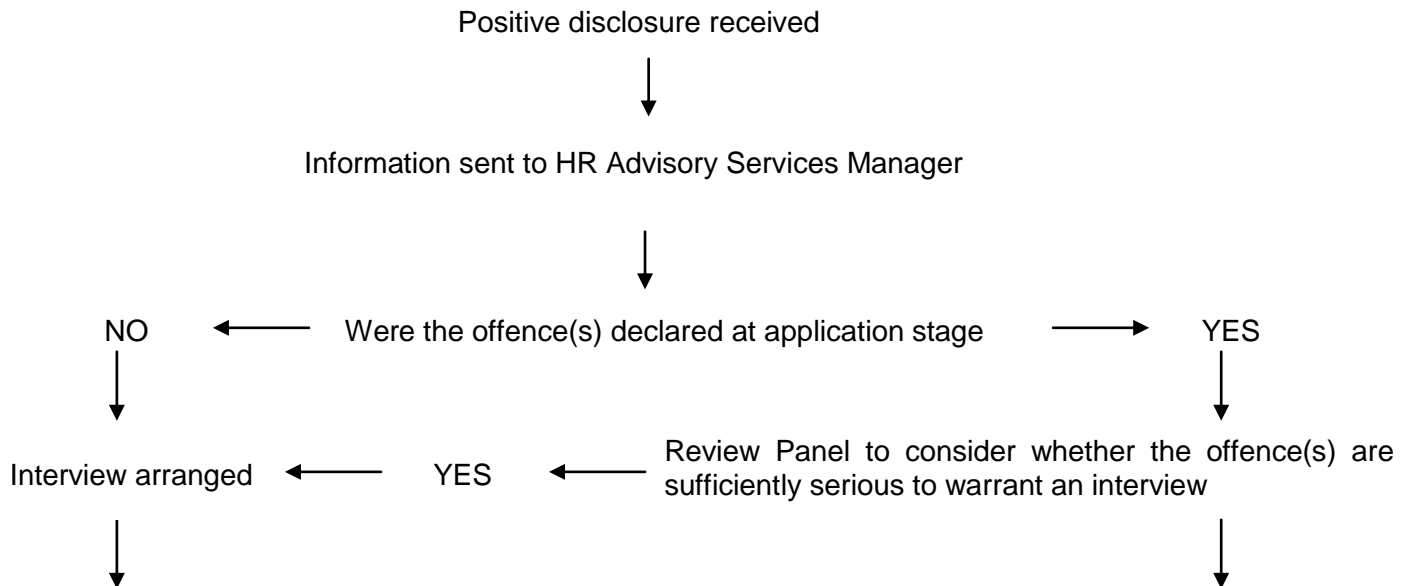 Positive disclosure received
Information sent to HR Advisory Services Manager
NO
Were the offence(s) declared at application stage
YES
Interview arranged
YES
Review Panel to consider whether the offence(s) are
sufficiently serious to warrant an interview